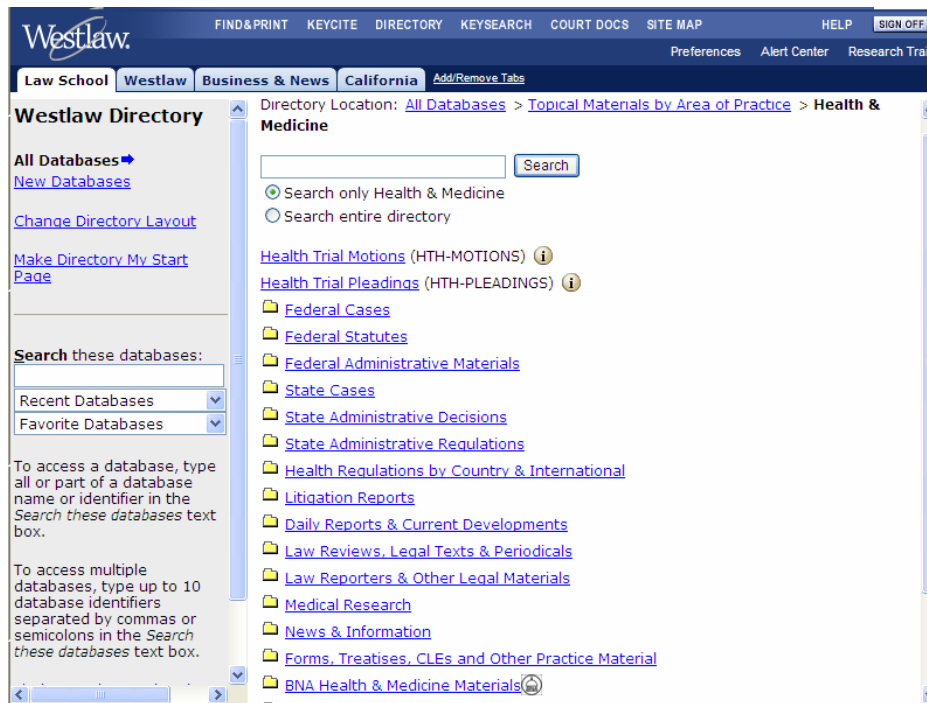 Westlaw.
FIND&PRINT KEYCITE DIRECTORY KEYSEARCH COURT DOCS SITE MAP HELP SIGN OFF
Preferences Alert Center Research Trai
Law School Westlaw Business & News California Add/Remove Tabs
Westlaw Directory
All Databases
New Databases
Change Directory Layout
Make Directory My Start
Page
Search these databases:
Recent Databases
Favorite Databases
To access a database, type
all or part of a database
name or identifier in the
Search these databases text
box.
To access multiple
databases, type up to 10
database identifiers
separated by commas or
semicolons in the Search
these databases text box.
Directory Location: All Databases > Topical Materials by Area of Practice > Health &
Medicine
Search
Search only Health & Medicine
Search entire directory
Health Trial Motions (HTH-MOTIONS) i
Health Trial Pleadings (HTH-PLEADINGS) i
Federal Cases
Federal Statutes
Federal Administrative Materials
State Cases
State Administrative Decisions
State Administrative Regulations
Health Regulations by Country & International
Litigation Reports
Daily Reports & Current Developments
Law Reviews, Legal Texts & Periodicals
Law Reporters & Other Legal Materials
Medical Research
News & Information
Forms, Treatises, CLEs and Other Practice Material
BNA Health & Medicine Materials